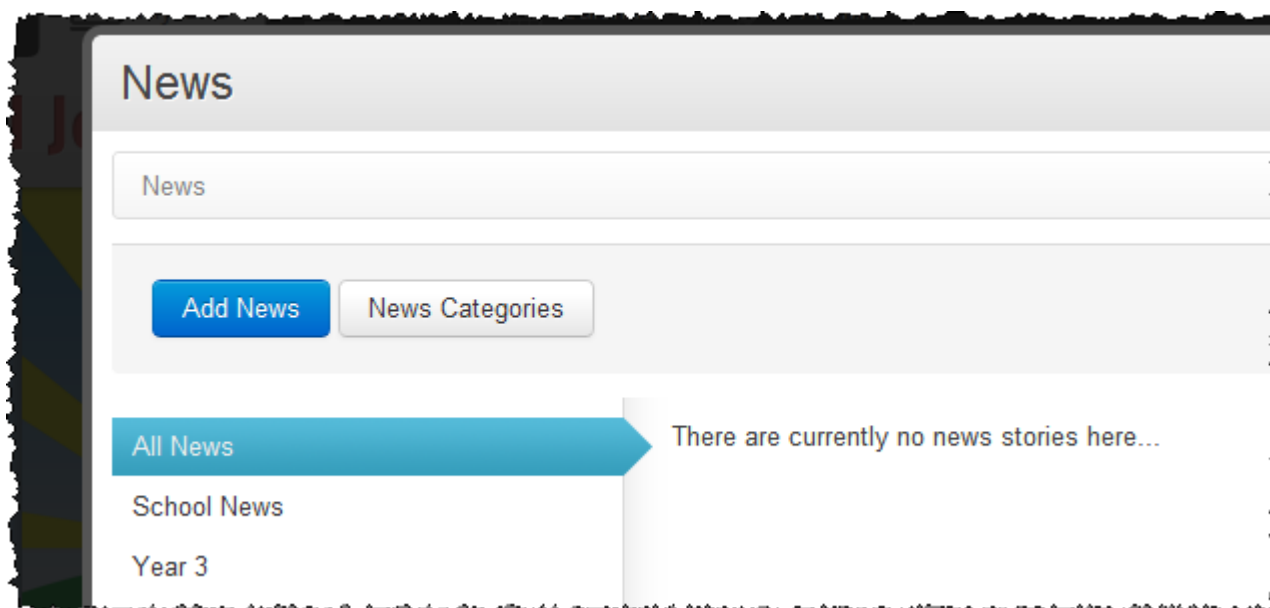 News
News
Add News News Categories
All News
There are currently no news stories here...
School News
Year 3